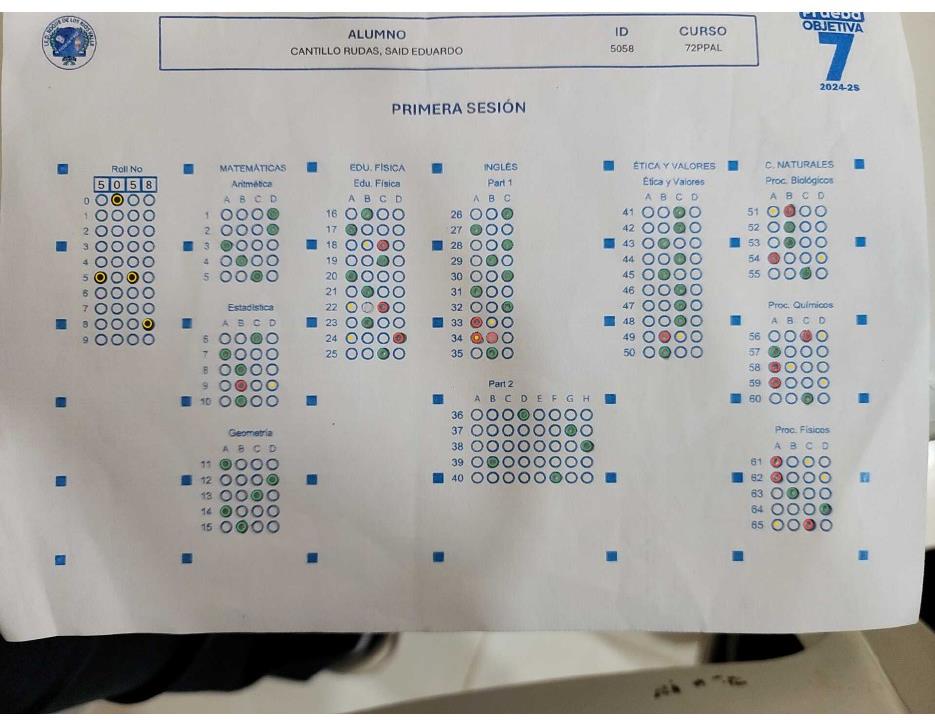 I.E.D. ROQUE DE LOS RIOS VALLE
ALUMNO ID CURSO
CANTILLO RUDAS, SAID EDUARDO 5058 72PPAL
Prueba
OBJETIVA
7
2024-2S
PRIMERA SESIÓN
Roll No
5 0 5 8
0
1
2
3
4
5
6
7
8
9
MATEMÁTICAS
Aritmética
A B C D
1
2
3
4
5
Estadística
A B C D
6
7
8
9
10
Geometría
A B C D
11
12
13
14
15
EDU. FÍSICA
Edu. Física
A B C D
16
17
18
19
20
21
22
23
24
25
INGLÉS
Part 1
A B C
26
27
28
29
30
31
32
33
34
35
Part 2
A B C D E F G H
36
37
38
39
40
ÉTICA Y VALORES
Ética y Valores
A B C D
41
42
43
44
45
46
47
48
49
50
C. NATURALES
Proc. Biológicos
A B C D
51
52
53
54
55
Proc. Químicos
A B C D
56
57
58
59
60
Proc. Físicos
A B C D
61
62
63
64
65